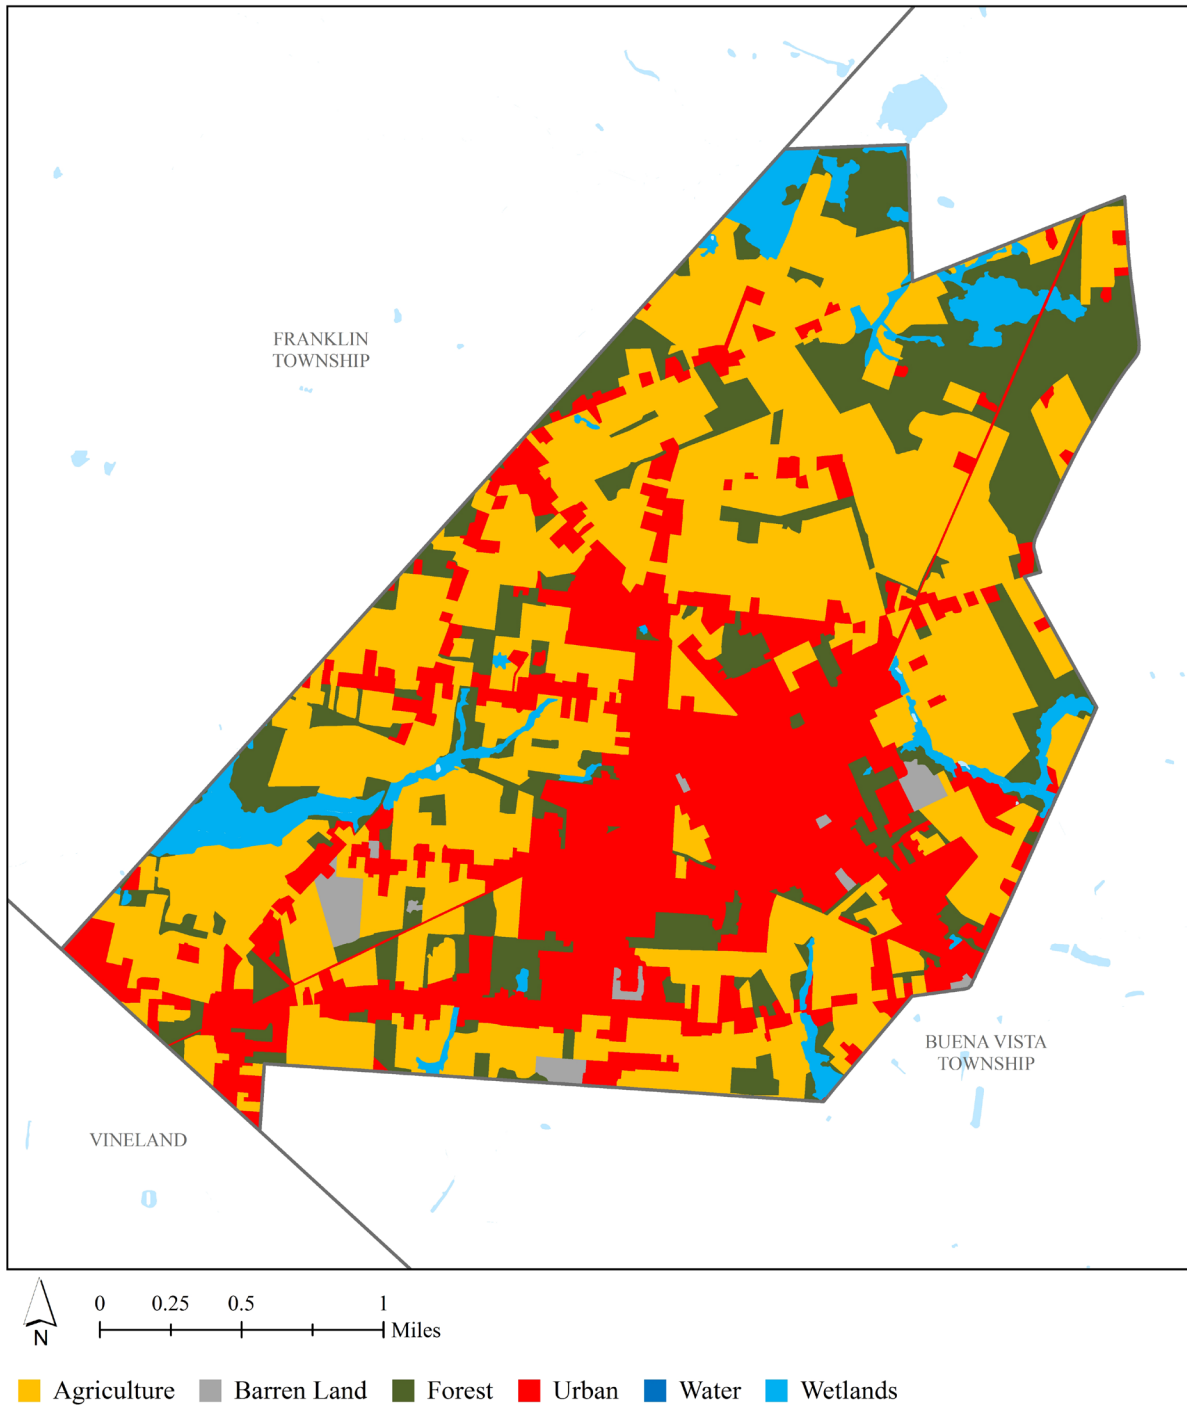 FRANKLIN
TOWNSHIP
BUENA VISTA
TOWNSHIP
VINELAND
0 0.25 0.5 1
Miles
N
Agriculture Barren Land Forest Urban Water Wetlands